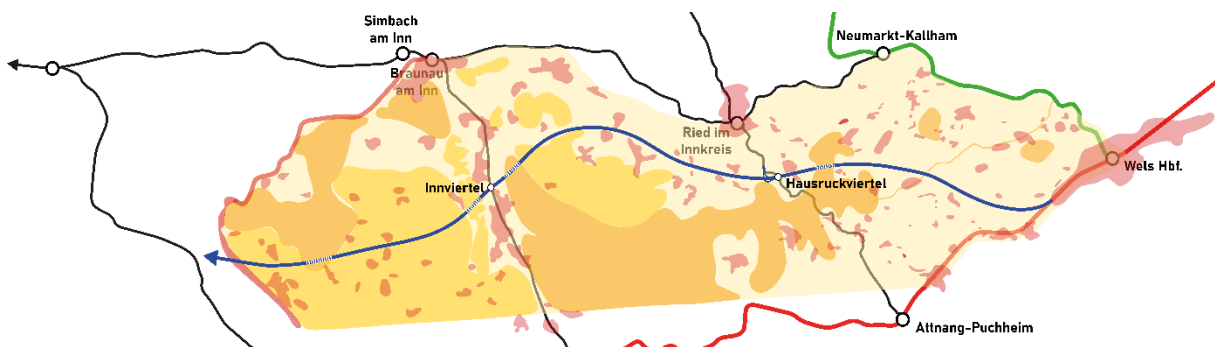 Simbach
am Inn
Braunau
am Inn
Neumarkt-Kallham
Ried im
Innkreis
Wels Hbf.
Innviertel
Hausruckviertel
Attnang-Puchheim